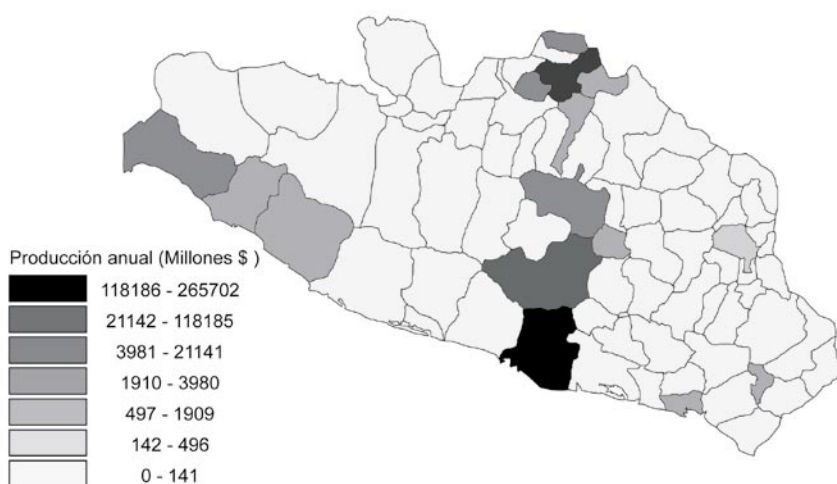 Producción anual (Millones $ )
118186 - 265702
21142 - 118185
3981 - 21141
1910 - 3980
497 - 1909
142 - 496
0 - 141